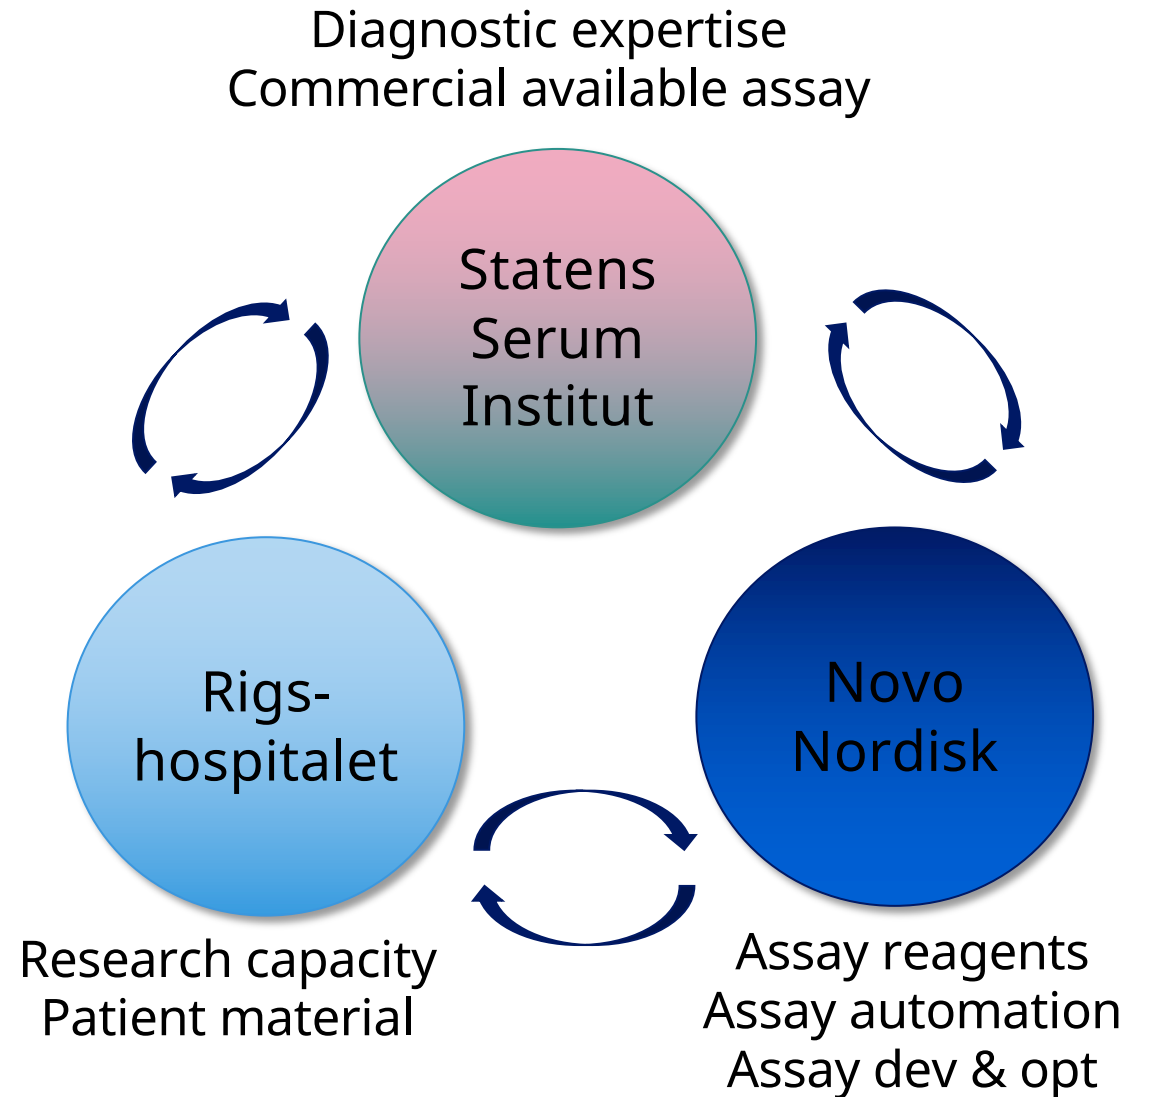 Diagnostic expertise
Commercial available assay
Statens
Serum
Institut
Rigs-
hospitalet
Novo
Nordisk
Research capacity
Patient material
Assay reagents
Assay automation
Assay dev & opt